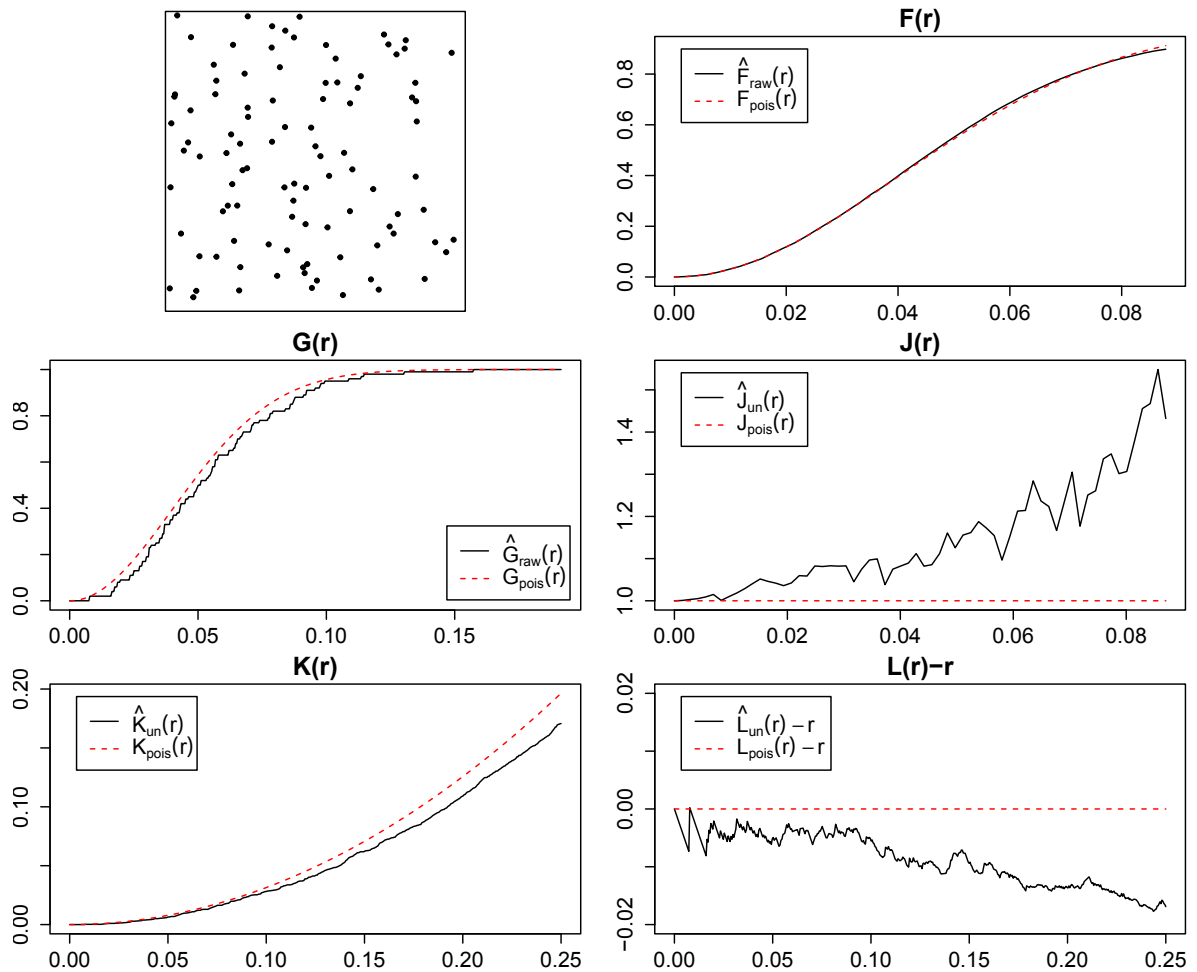 F(r)
F̂raw(r)
Fpois(r)
0.0 0.2 0.4 0.6 0.8
0.00 0.02 0.04 0.06 0.08
G(r)
Ĝraw(r)
Gpois(r)
0.0 0.4 0.8
0.00 0.05 0.10 0.15
J(r)
Ĵun(r)
Jpois(r)
1.0 1.2 1.4
0.00 0.02 0.04 0.06 0.08
K(r)
K̂un(r)
Kpois(r)
0.00 0.10 0.20
0.00 0.05 0.10 0.15 0.20 0.25
L(r)−r
L̂un(r) − r
Lpois(r) − r
−0.02 0.00 0.02
0.00 0.05 0.10 0.15 0.20 0.25